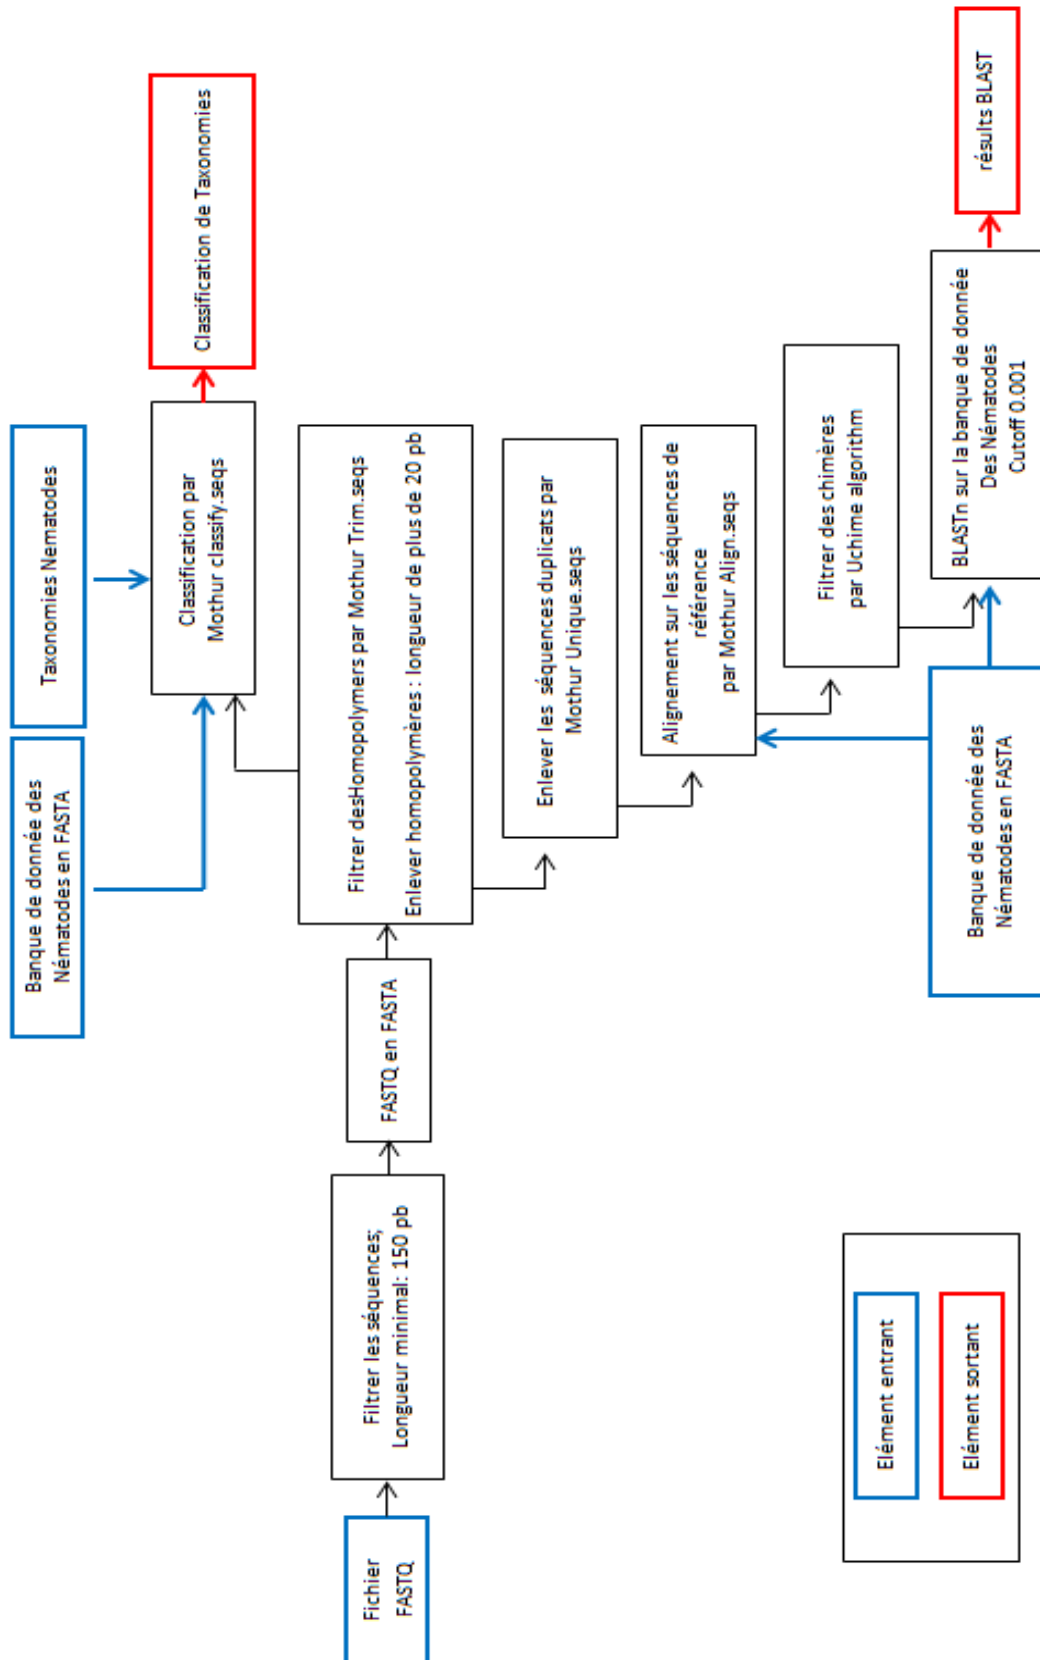 Banque de donnée des
Nématodes en FASTA
Taxonomies Nematodes
Classification par
Mothur classify.seqs
Classification de Taxonomies
Fichier
FASTQ
Filtrer les séquences;
Longueur minimal: 150 pb
FASTQ en FASTA
Filtrer desHomopolymers par Mothur Trim.seqs
Enlever homopolymères : longueur de plus de 20 pb
Enlever les séquences duplicats par
Mothur Unique.seqs
Alignement sur les séquences de
référence
par Mothur Align.seqs
Filtrer des chimères
par Uchime algorithm
Banque de donnée des
Nématodes en FASTA
BLASTn sur la banque de donnée
Des Nématodes
Cutoff 0.001
résults BLAST
Elément entrant
Elément sortant